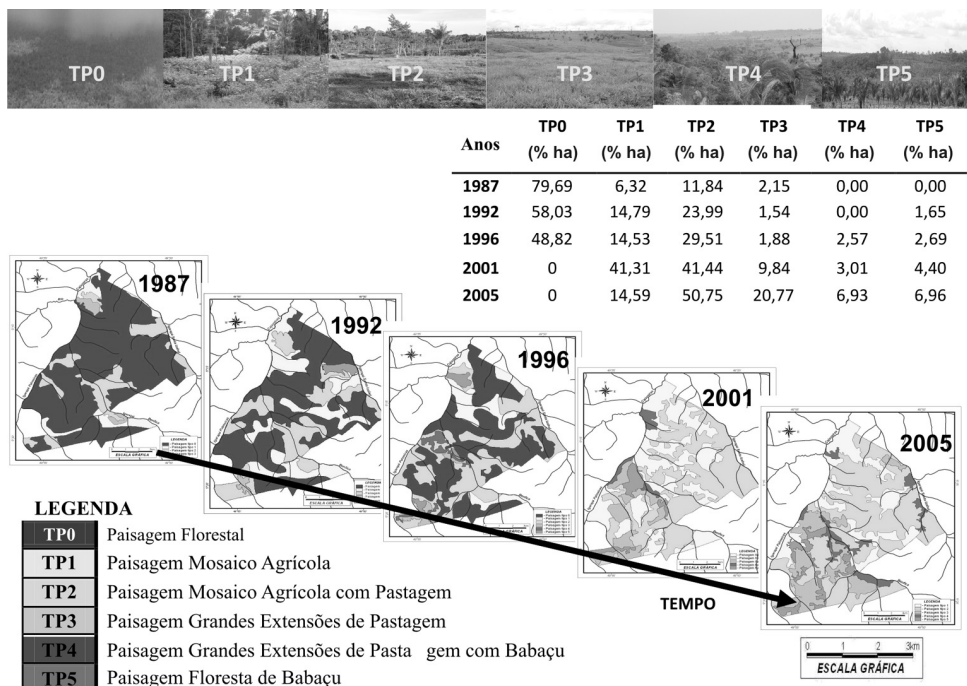 TP0 TP1 TP2 TP3 TP4 TP5
Anos TP0 TP1 TP2 TP3 TP4 TP5
(% ha) (% ha) (% ha) (% ha) (% ha) (% ha)
1987 79,69 6,32 11,84 2,15 0,00 0,00
1992 58,03 14,79 23,99 1,54 0,00 1,65
1996 48,82 14,53 29,51 1,88 2,57 2,69
2001 0 41,31 41,44 9,84 3,01 4,40
2005 0 14,59 50,75 20,77 6,93 6,96
1987
1992
1996
2001
2005
LEGENDA
TP0 Paisagem Florestal
TP1 Paisagem Mosaico Agrícola
TP2 Paisagem Mosaico Agrícola com Pastagem
TP3 Paisagem Grandes Extensões de Pastagem
TP4 Paisagem Grandes Extensões de Pasta gem com Babaçu
TP5 Paisagem Floresta de Babaçu
TEMPO
0 1 2 3km
ESCALA GRÁFICA